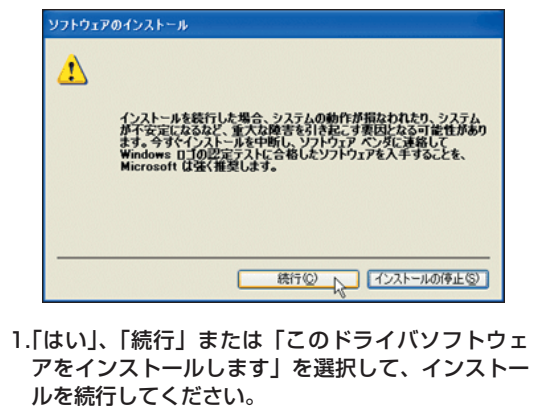 ソフトウェアのインストール
インストールを続行した場合、システムの動作が損なわれたり、システム
が不安定になるなど、重大な障害を引き起こす要因となる可能性があり
ます。今すぐインストールを中断し、ソフトウェア ベンダに連絡して
Windows ロゴの認定テストに合格したソフトウェアを入手することを、
Microsoft は強く推奨します。
続行(C)
インストールの停止(S)
1.「はい」、「続行」または「このドライバソフトウェ
アをインストールします」を選択して、インストー
ルを続行してください。